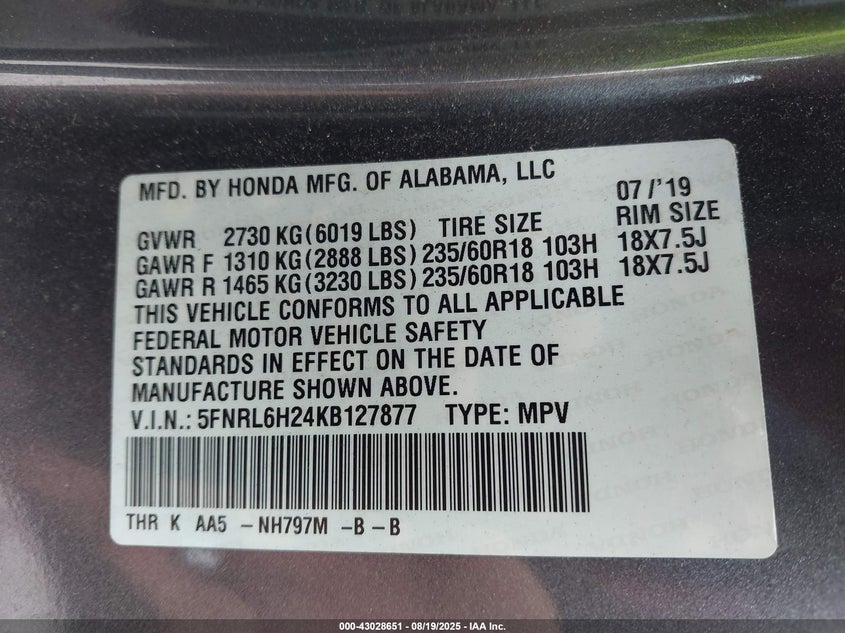 MFD. BY HONDA MFG. OF ALABAMA, LLC 07/'19
GVWR 2730 KG(6019 LBS) TIRE SIZE RIM SIZE
GAWR F 1310 KG(2888 LBS) 235/60R18 103H 18X7.5J
GAWR R 1465 KG(3230 LBS) 235/60R18 103H 18X7.5J
THIS VEHICLE CONFORMS TO ALL APPLICABLE
FEDERAL MOTOR VEHICLE SAFETY
STANDARDS IN EFFECT ON THE DATE OF
MANUFACTURE SHOWN ABOVE.
V.I.N.: 5FNRL6H24KB127877 TYPE: MPV
THR K AA5 -NH797M -B -B
000-43028651 - 08/19/2025 - IAA Inc.